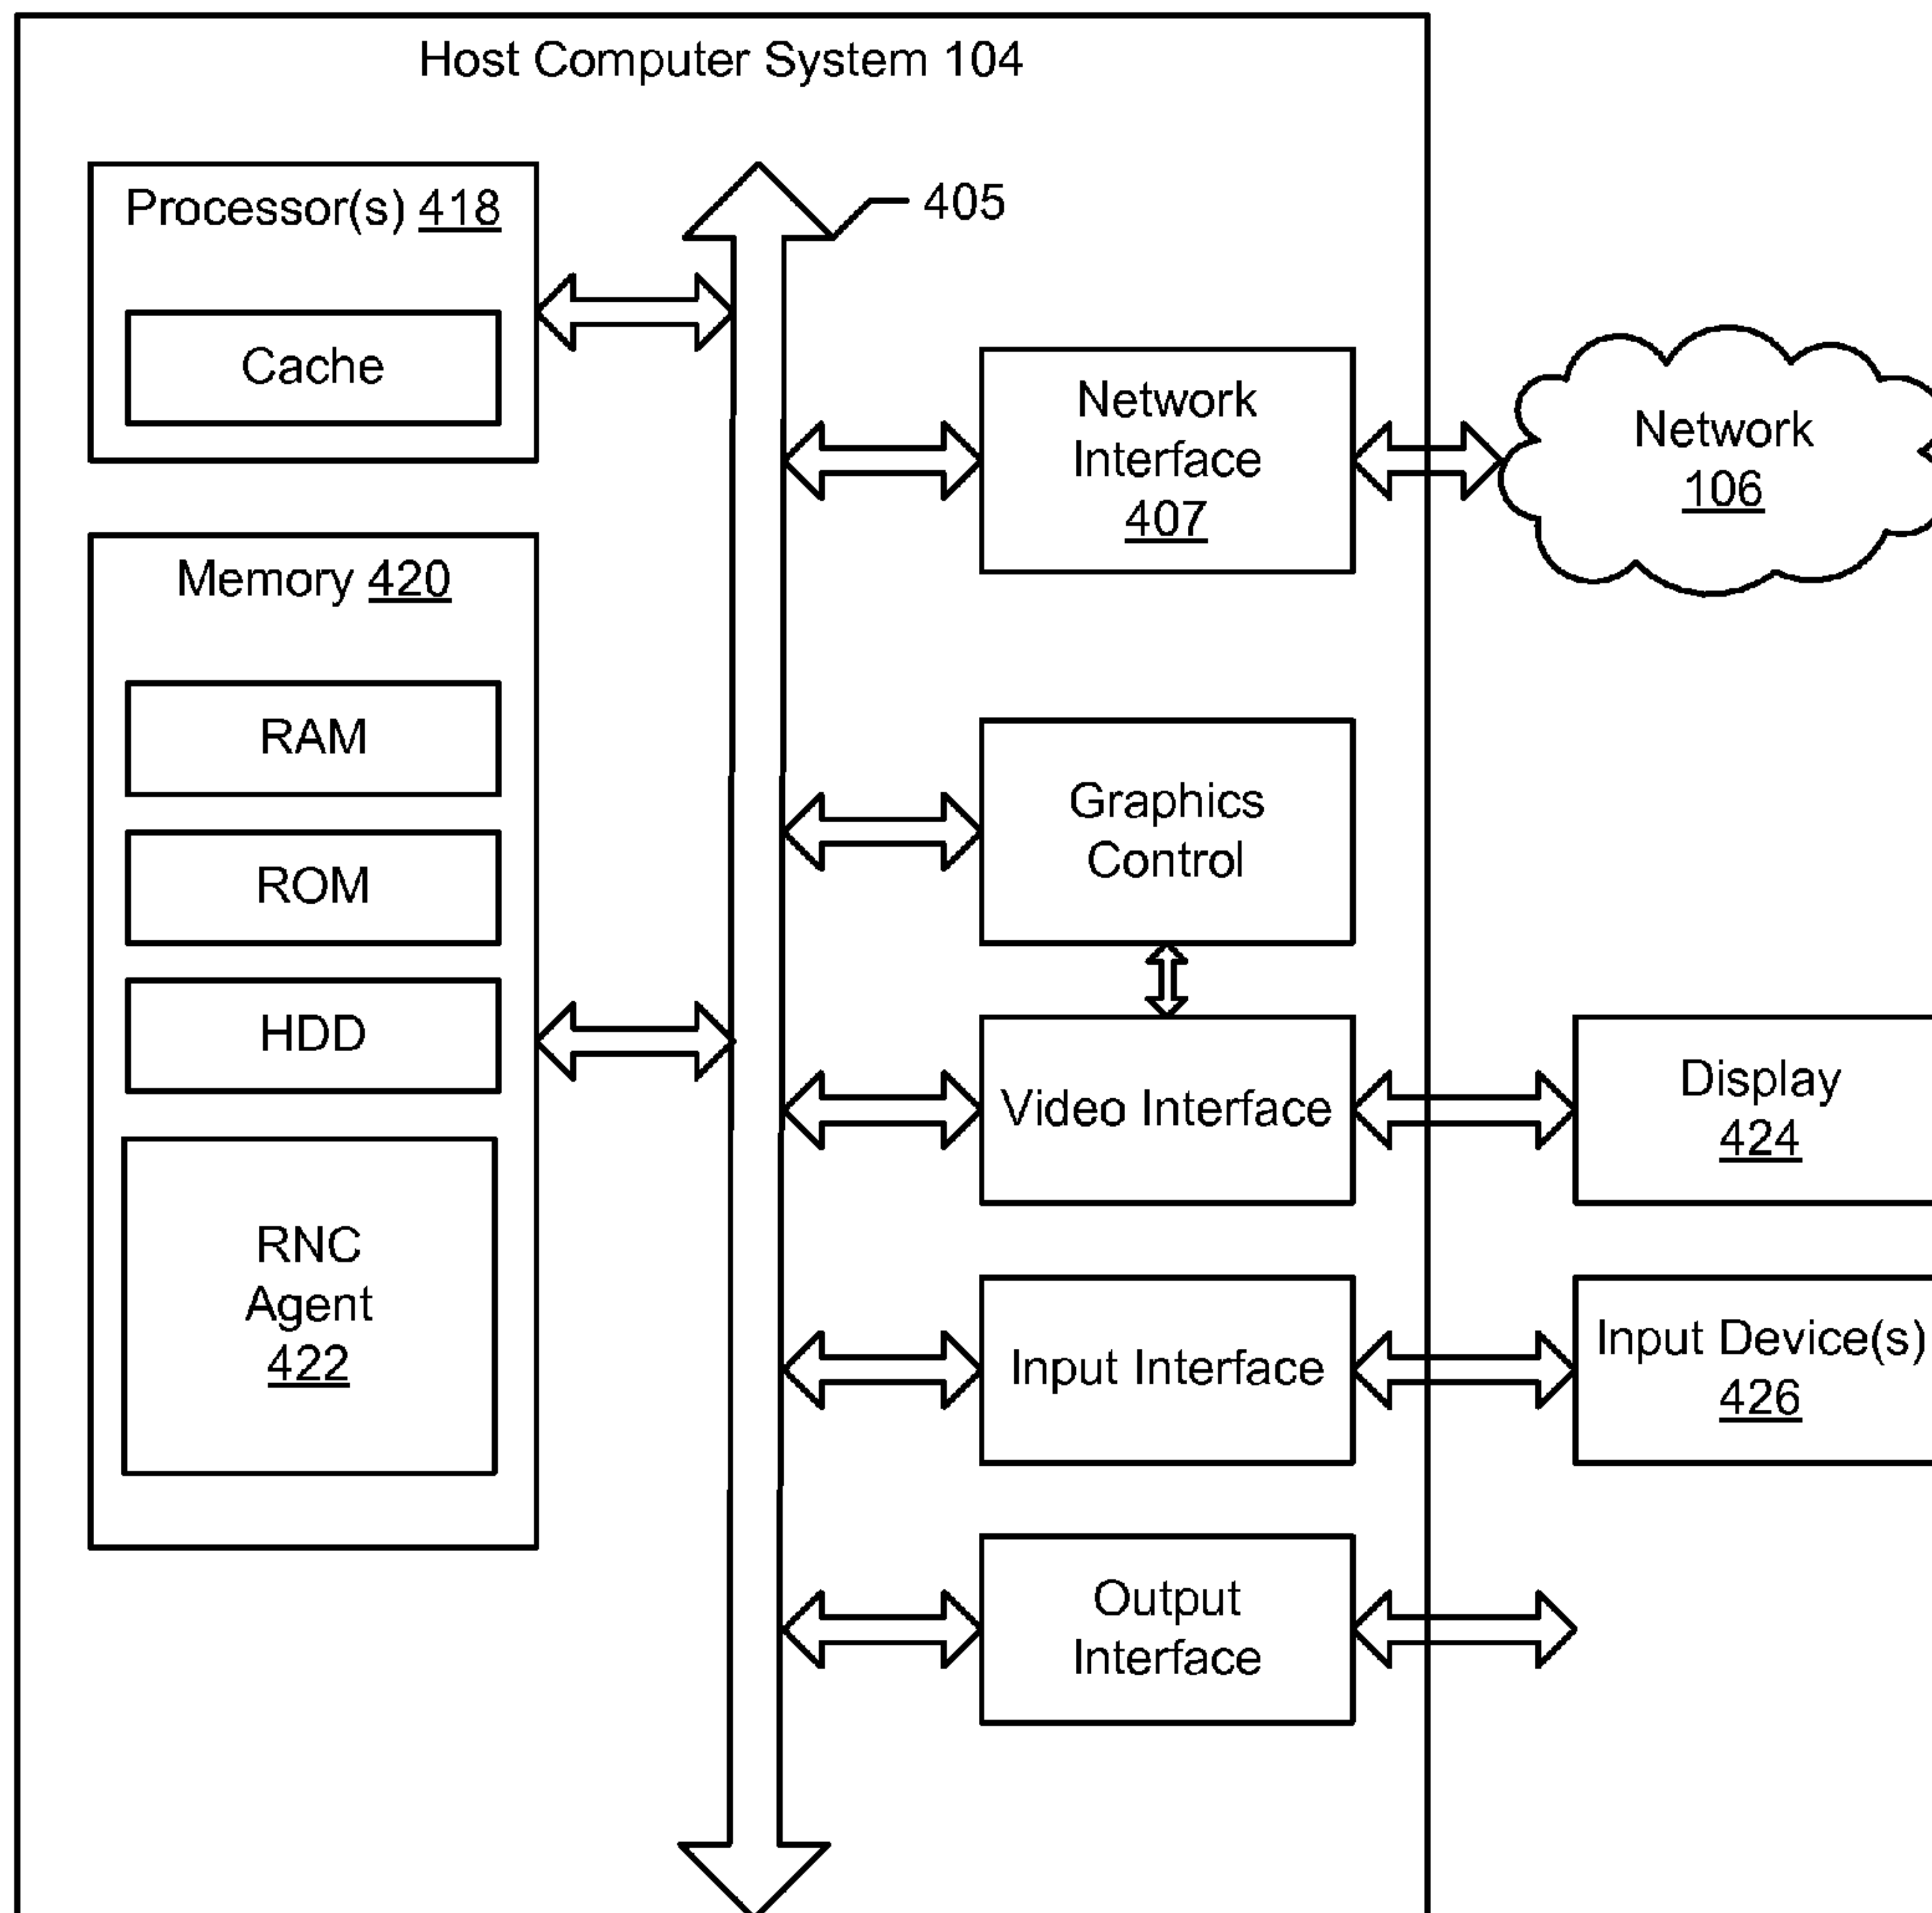 Host Computer System 104
Processor(s) 418
Cache
405
Network
Interface
407
Network
106
Memory 420
RAM
ROM
HDD
RNC
Agent
422
Graphics
Control
Video Interface
Display
424
Input Interface
Input Device(s)
426
Output
Interface